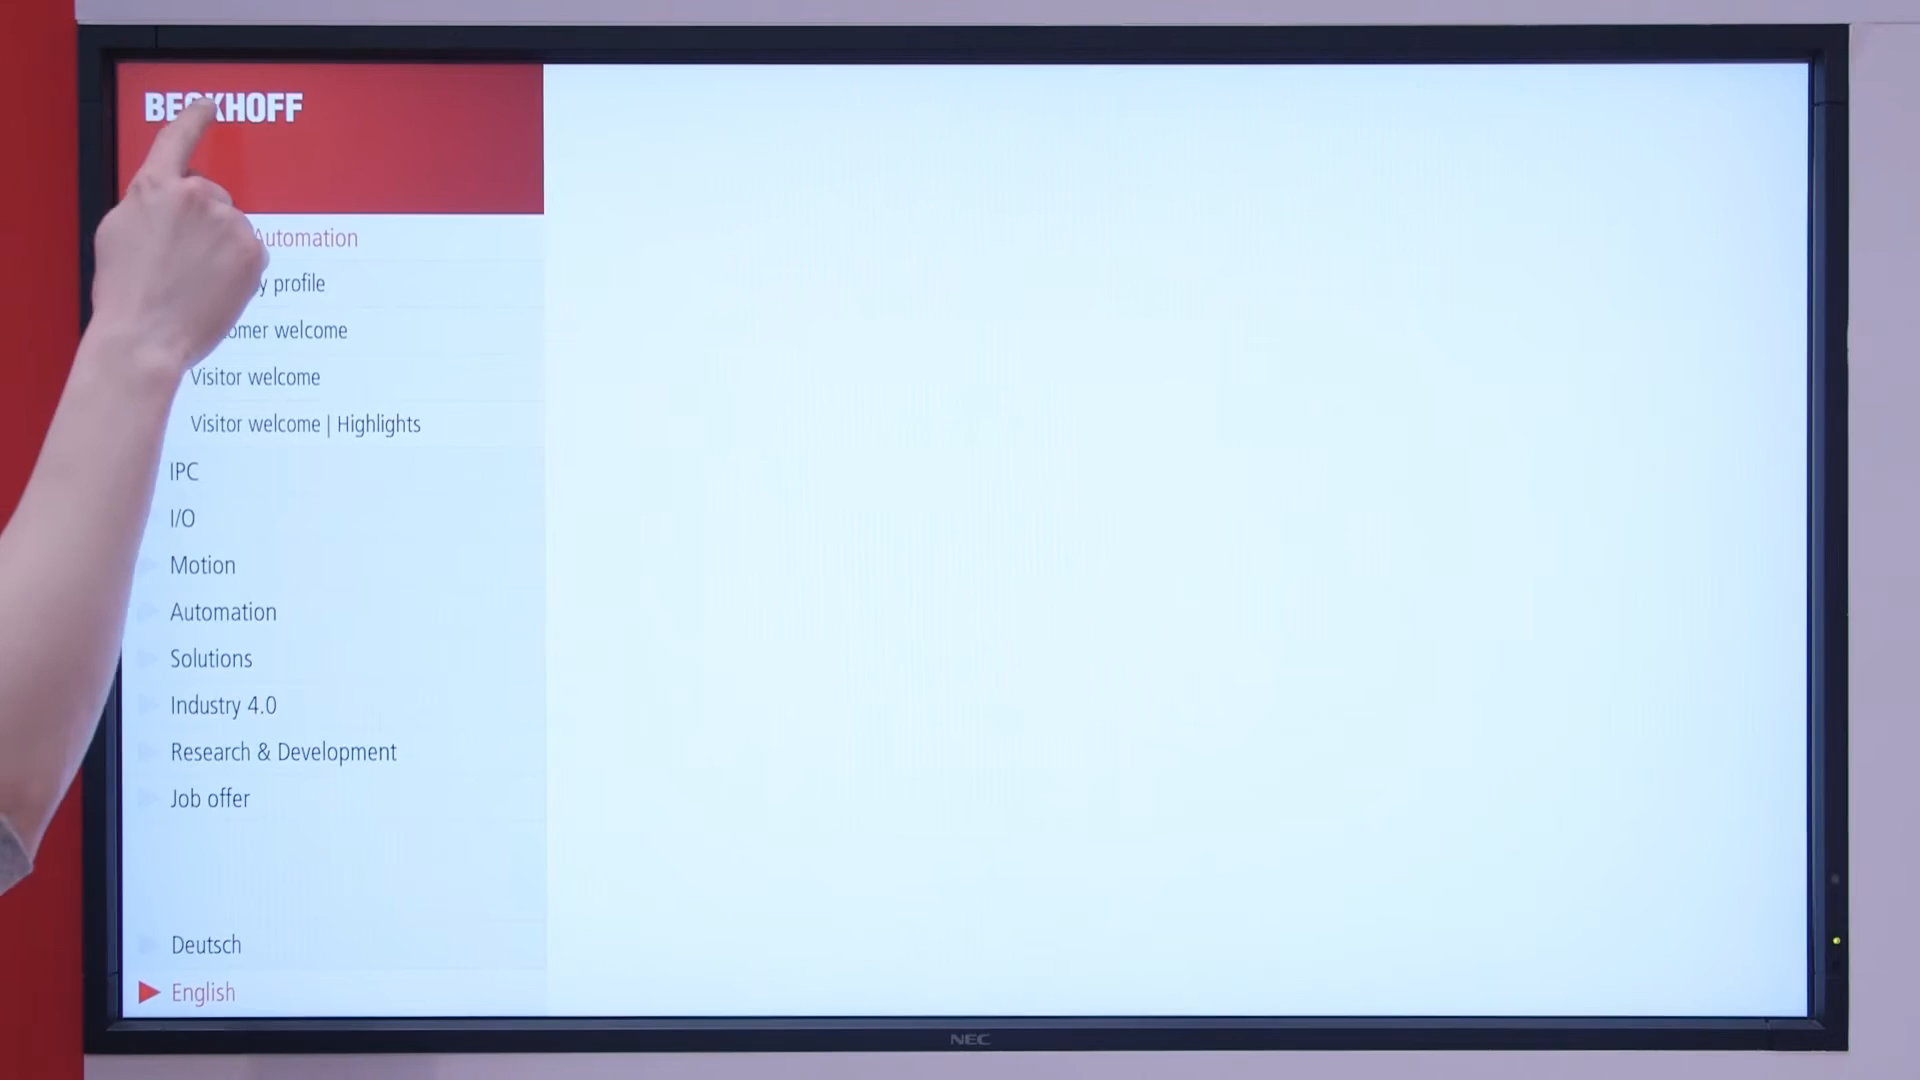 BECKHOFF
Automation
profile
welcome
Visitor welcome
Visitor welcome | Highlights
IPC
I/O
Motion
Automation
Solutions
Industry 4.0
Research & Development
Job offer
Deutsch
English
NEC